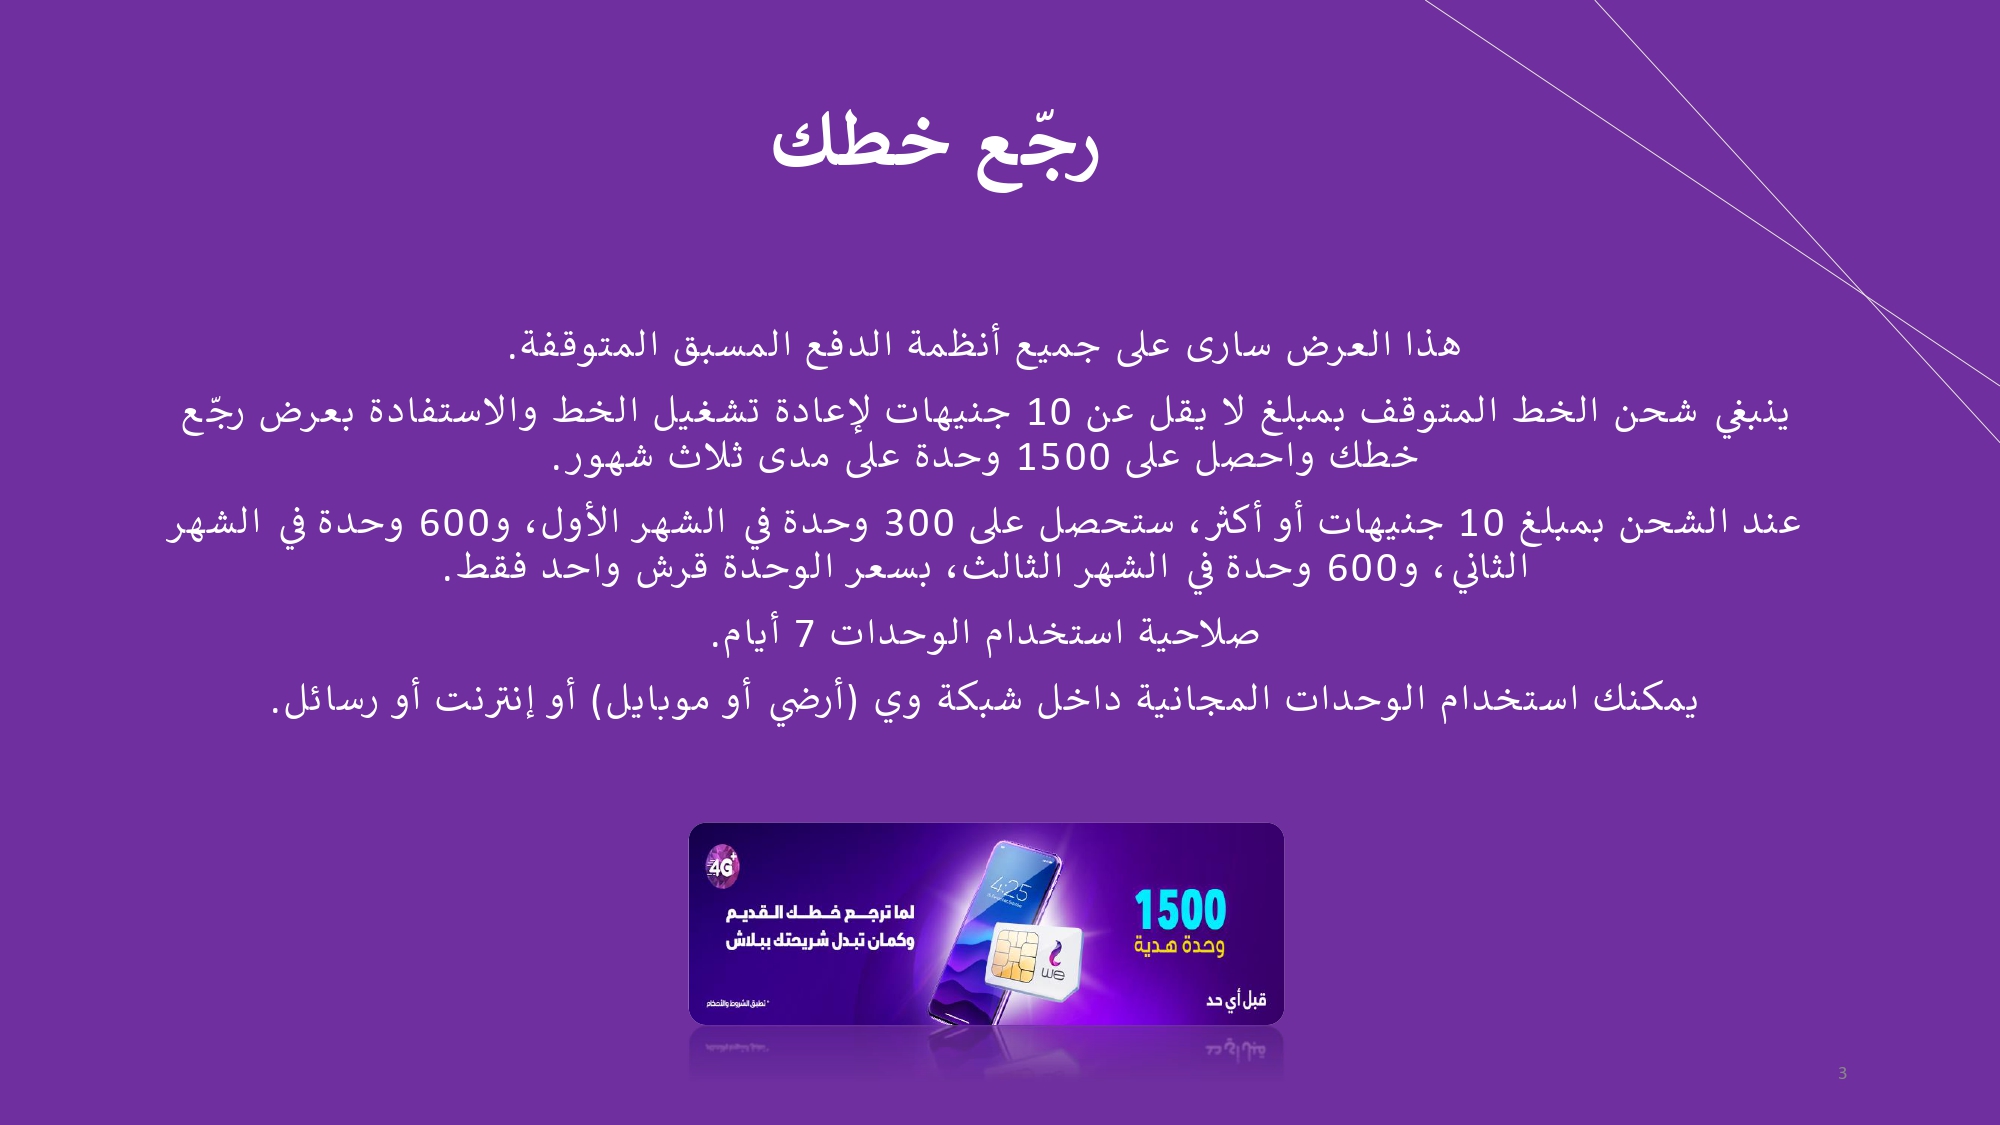 رجّع خطك
هذا العرض سارى على جميع أنظمة الدفع المسبق المتوقفة.
ينبغي شحن الخط المتوقف بمبلغ لا يقل عن 10 جنيهات لإعادة تشغيل الخط والاستفادة بعرض رجّع
خطك واحصل على 1500 وحدة على مدى ثلاث شهور.
عند الشحن بمبلغ 10 جنيهات أو أكثر، ستحصل على 300 وحدة في الشهر الأول، و600 وحدة في الشهر
الثاني، و600 وحدة في الشهر الثالث، بسعر الوحدة قرش واحد فقط.
صلاحية استخدام الوحدات 7 أيام.
يمكنك استخدام الوحدات المجانية داخل شبكة وي (أرضي أو موبايل) أو إنترنت أو رسائل.
1500
وحدة هدية
قبل أي حد
4:25
we
4G+
لما ترجع خطك القديم
وكمان تبدل شريحتك ببلاش
* تطبق الشروط والأحكام
3